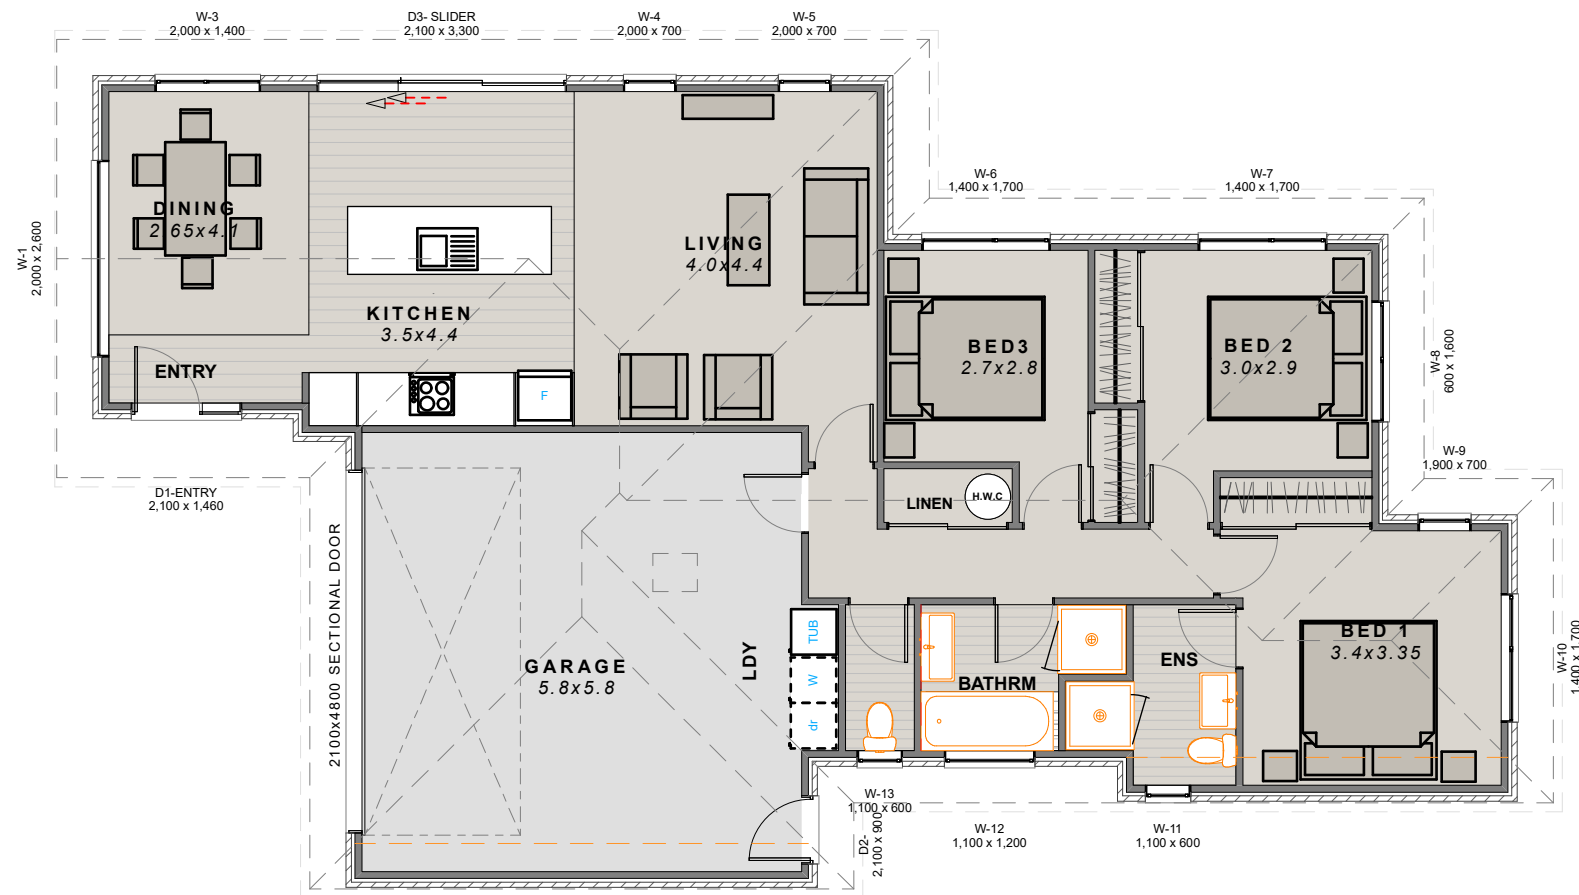 W-3
2,000 x 1,400
D3- SLIDER
2,100 x 3,300
W-4
2,000 x 700
W-5
2,000 x 700
W-6
1,400 x 1,700
W-7
1,400 x 1,700
W-1
2,000 x 2,600
DINING
2.65x4.1
LIVING
4.0x4.4
KITCHEN
3.5x4.4
BED3
2.7x2.8
BED 2
3.0x2.9
W-8
600 x 1,600
ENTRY
F
W-9
1,900 x 700
D1-ENTRY
2,100 x 1,460
LINEN
H.W.C
2100x4800 SECTIONAL DOOR
GARAGE
5.8x5.8
LDY
TUB
W
dr
BATHRM
ENS
BED 1
3.4x3.35
W-10
1,400 x 1,700
W-13
1,100 x 600
D2-
2,100 x 900
W-12
1,100 x 1,200
W-11
1,100 x 600